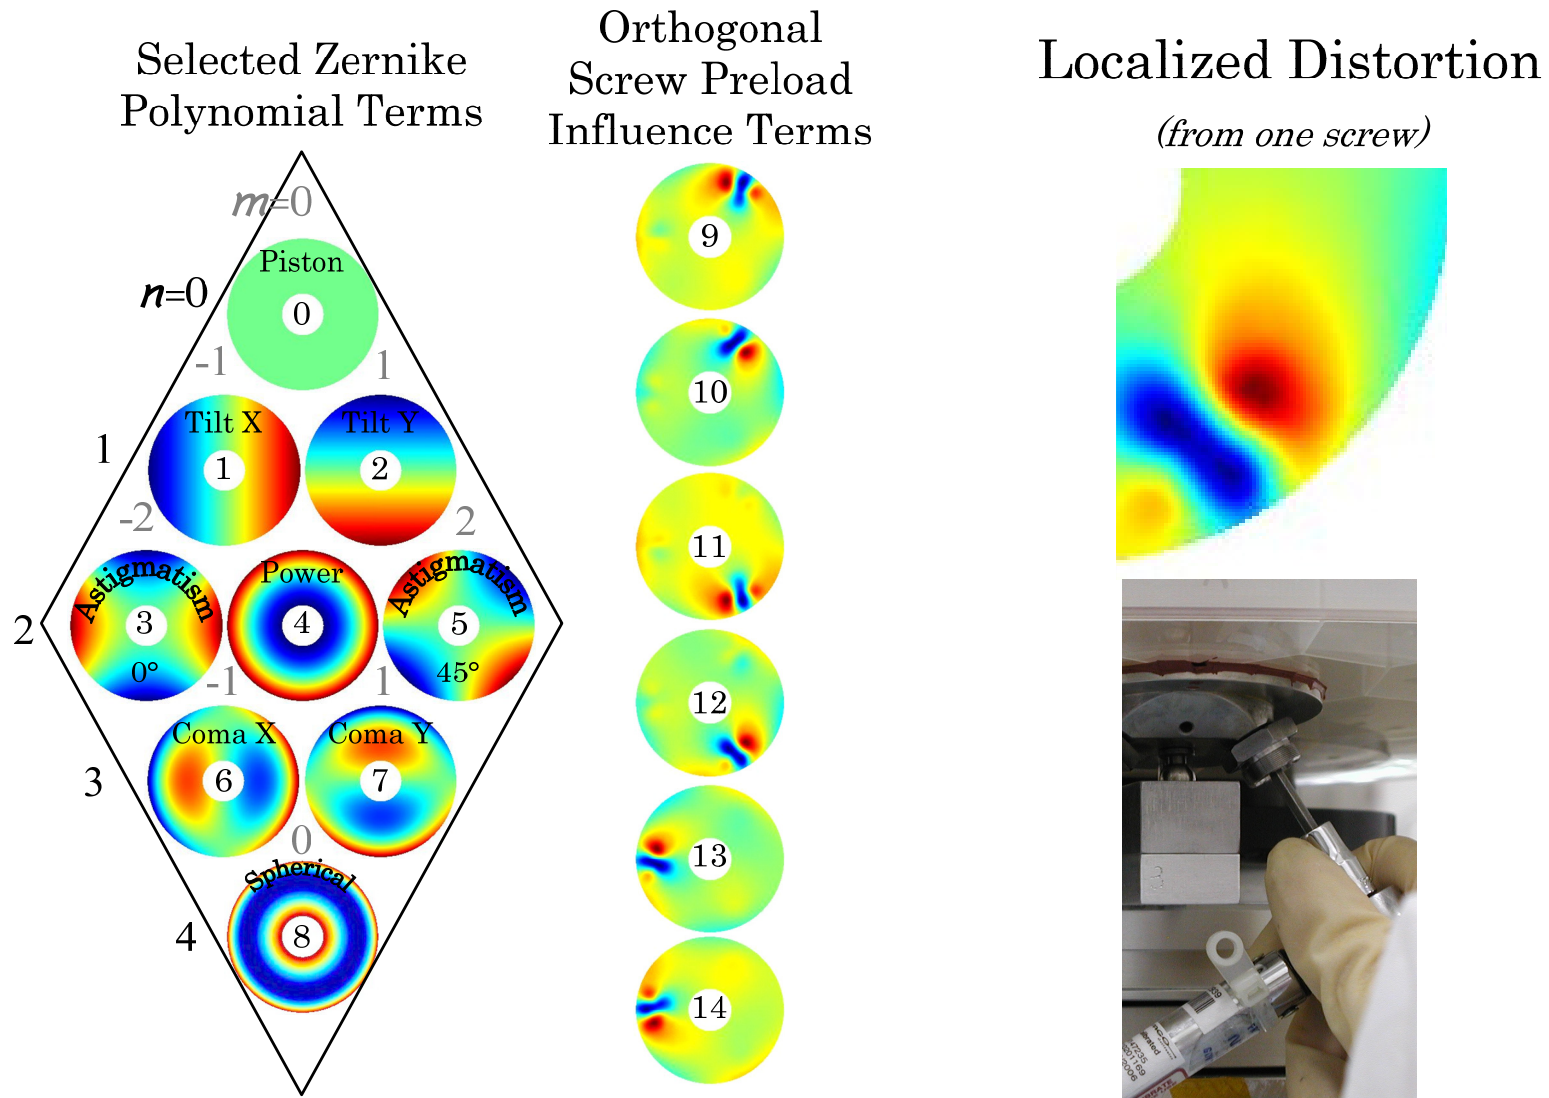 Selected Zernike
Polynomial Terms
m=0
n=0
Piston
0
-1
1
1
Tilt X
1
Tilt Y
2
-2
2
2
Astigmatism
3
0°
Power
4
Astigmatism
5
45°
-1
1
3
Coma X
6
Coma Y
7
0
4
Spherical
8
Orthogonal
Screw Preload
Influence Terms
9
10
11
12
13
14
Localized Distortion
(from one screw)
3
2006